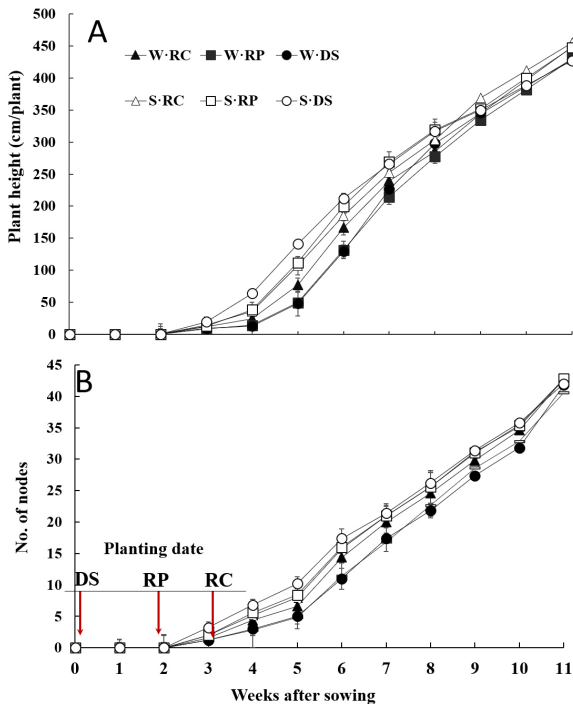 A
500
450
400
350
300
250
200
150
100
50
0
Plant height (cm/plant)
W·RC W·RP W·DS
S·RC S·RP S·DS
B
45
40
35
30
25
20
15
10
5
0
No. of nodes
Planting date
DS RP RC
0 1 2 3 4 5 6 7 8 9 10 11
Weeks after sowing